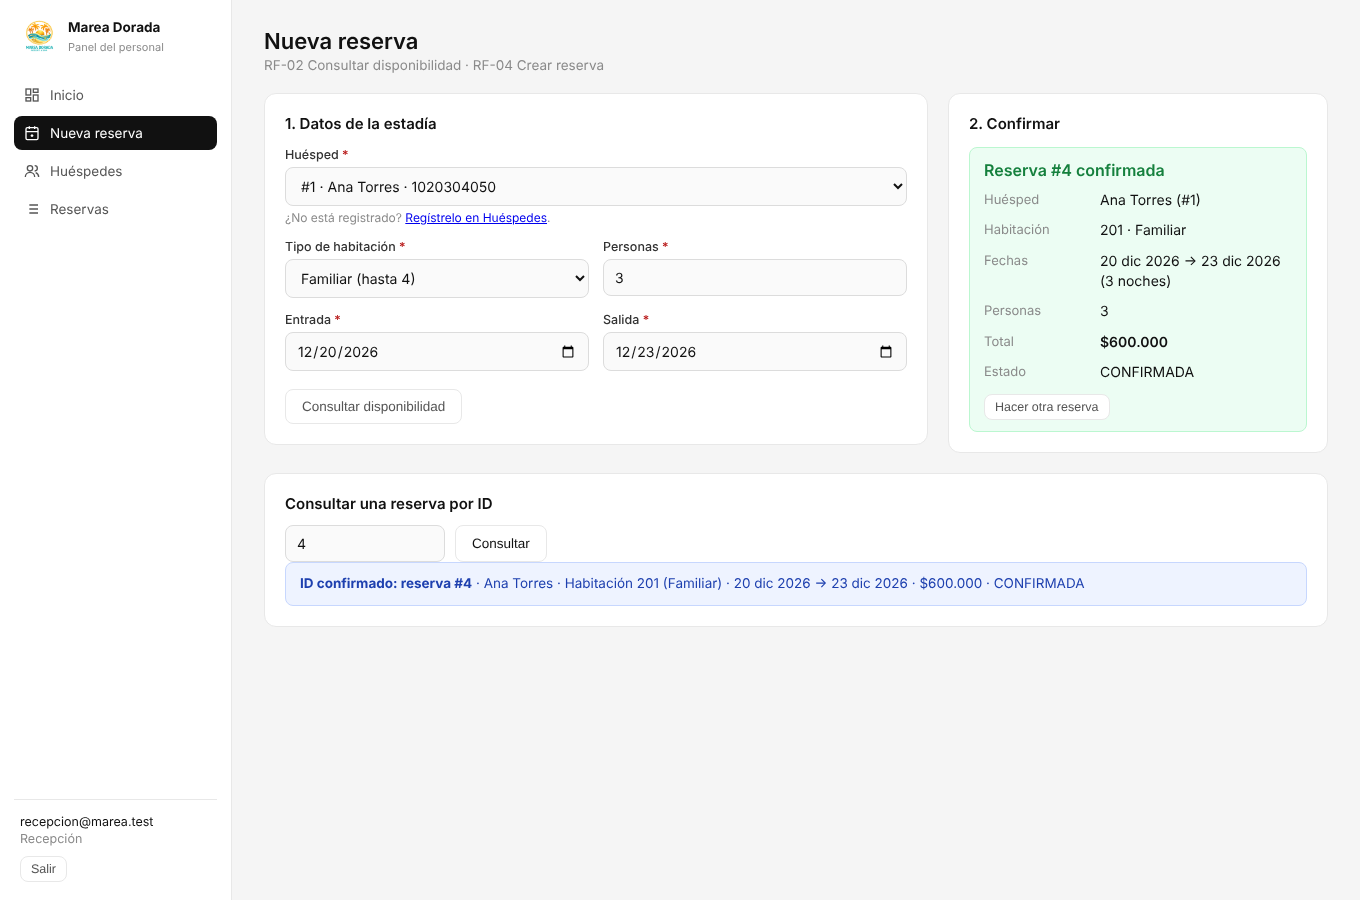 Marea Dorada
Panel del personal
Inicio
Nueva reserva
Huéspedes
Reservas
recepcion@marea.test
Recepción
Salir
Nueva reserva
RF-02 Consultar disponibilidad · RF-04 Crear reserva
1. Datos de la estadía
Huésped *
#1 · Ana Torres · 1020304050
¿No está registrado? Regístrelo en Huéspedes.
Tipo de habitación * Personas *
Familiar (hasta 4) 3
Entrada * Salida *
12/20/2026 12/23/2026
Consultar disponibilidad
2. Confirmar
Reserva #4 confirmada
Huésped Ana Torres (#1)
Habitación 201 · Familiar
Fechas 20 dic 2026 → 23 dic 2026
(3 noches)
Personas 3
Total $600.000
Estado CONFIRMADA
Hacer otra reserva
Consultar una reserva por ID
4 Consultar
ID confirmado: reserva #4 · Ana Torres · Habitación 201 (Familiar) · 20 dic 2026 → 23 dic 2026 · $600.000 · CONFIRMADA